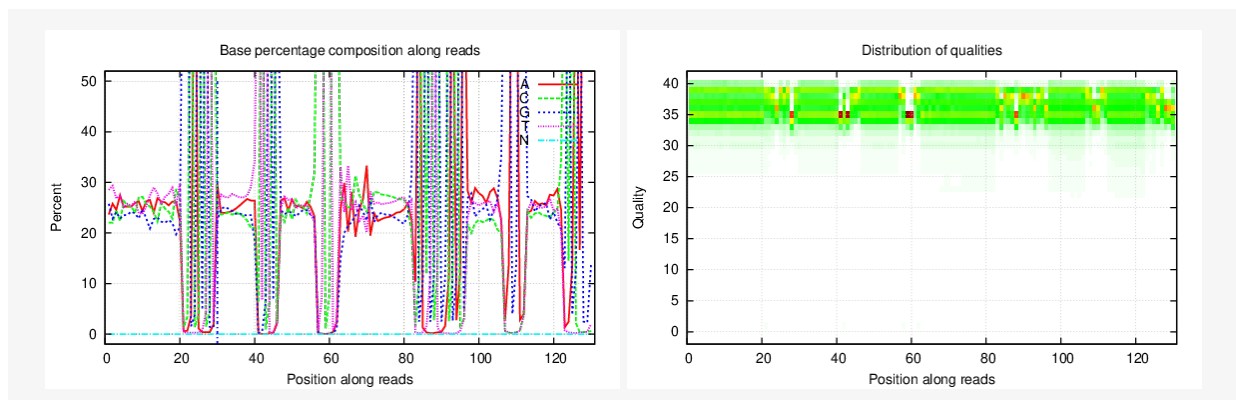 Base percentage composition along reads
50
40
30
20
10
0
Percent
A
C
G
T
N
0 20 40 60 80 100 120
Position along reads
Distribution of qualities
40
35
30
25
20
15
10
5
0
Quality
0 20 40 60 80 100 120
Position along reads